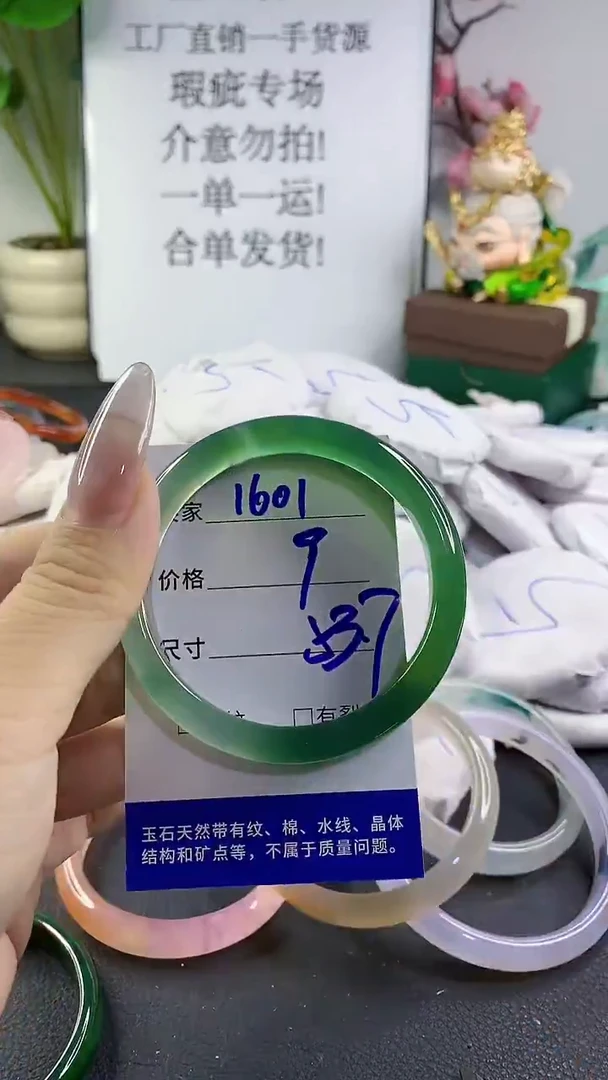 工厂直销一手货源
瑕疵专场
介意勿拍!
一单一运!
合单发货!
家 1601
价格 9
尺寸 53.7
有裂
玉石天然带有纹、棉、水线、晶体
结构和矿点等，不属于质量问题。